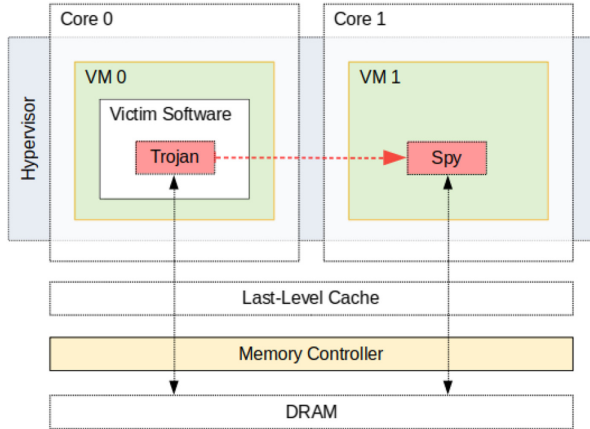 Core 0
Core 1
Hypervisor
VM 0
VM 1
Victim Software
Trojan
Spy
Last-Level Cache
Memory Controller
DRAM